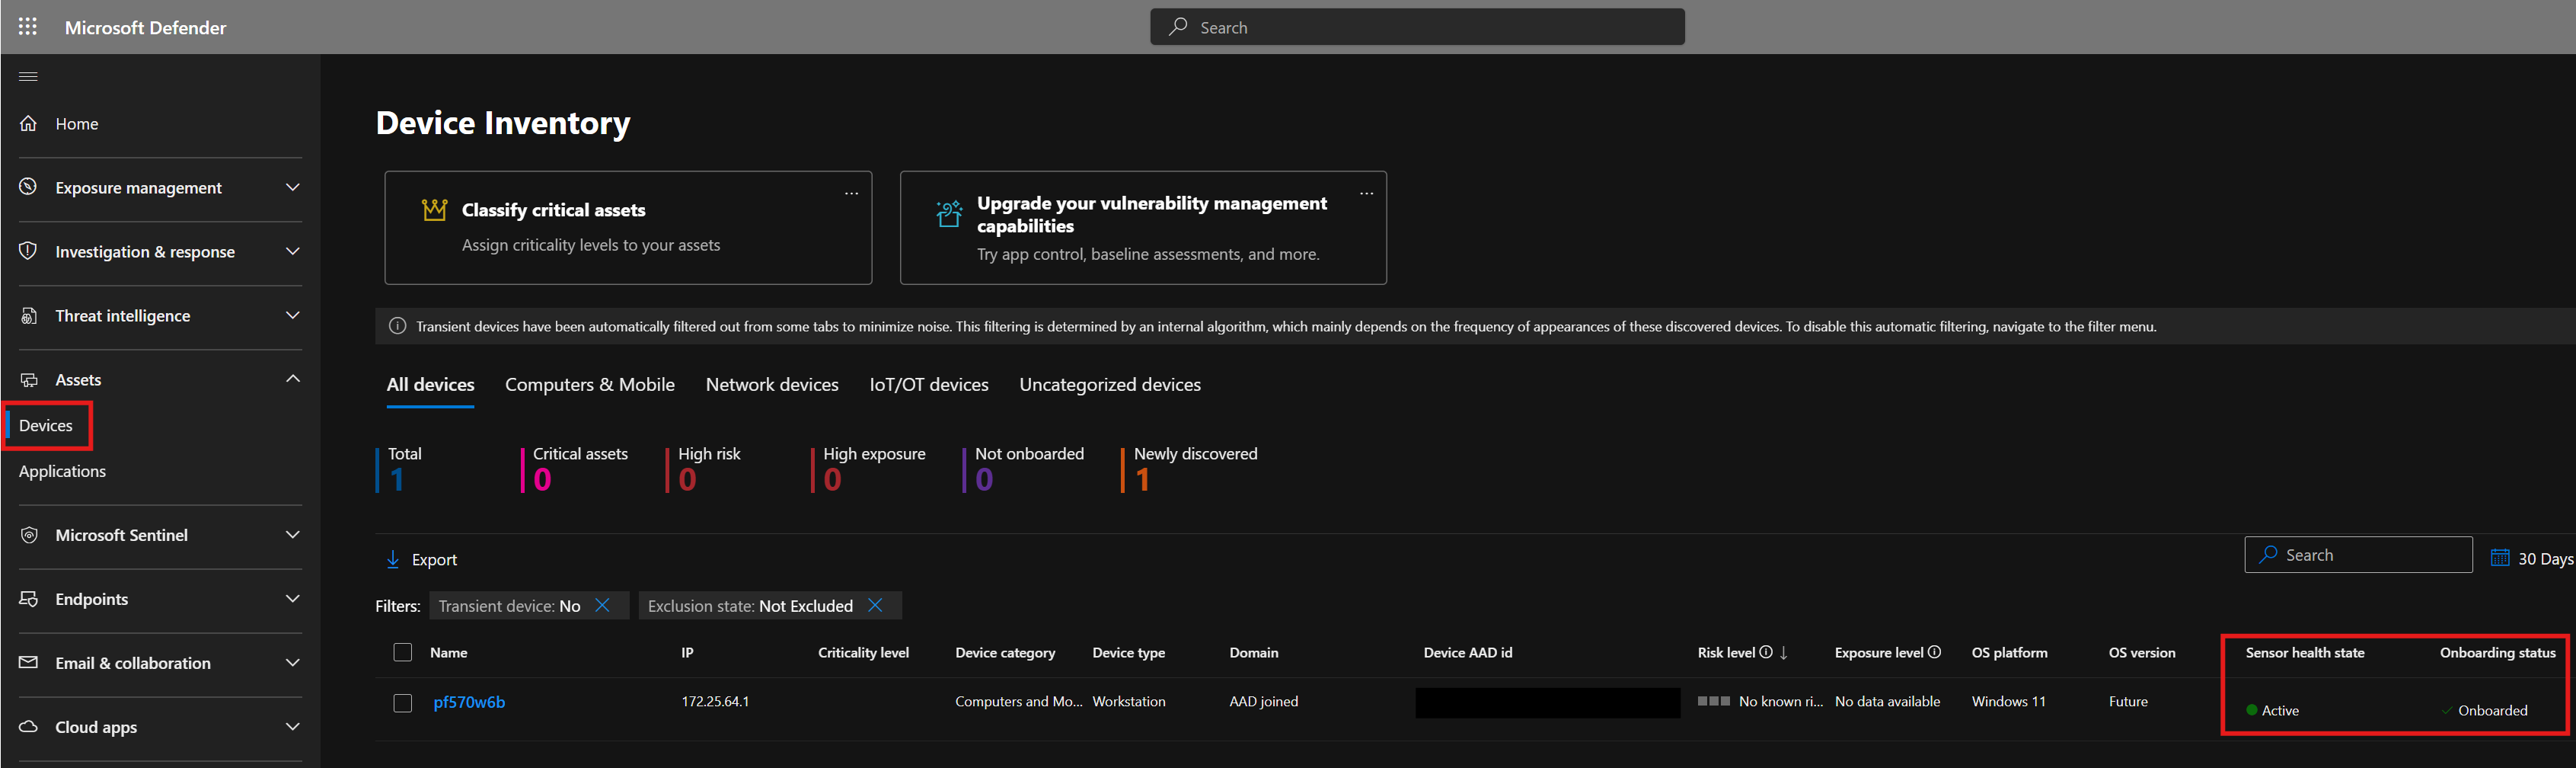 Microsoft Defender
Search
Home
Exposure management
Investigation & response
Threat intelligence
Assets
Devices
Applications
Microsoft Sentinel
Endpoints
Email & collaboration
Cloud apps
Device Inventory
Classify critical assets
Assign criticality levels to your assets
Upgrade your vulnerability management
capabilities
Try app control, baseline assessments, and more.
Transient devices have been automatically filtered out from some tabs to minimize noise. This filtering is determined by an internal algorithm, which mainly depends on the frequency of appearances of these discovered devices. To disable this automatic filtering, navigate to the filter menu.
All devices Computers & Mobile Network devices IoT/OT devices Uncategorized devices
Total Critical assets High risk High exposure Not onboarded Newly discovered
1 0 0 0 0 1
Export Search 30 Days
Filters: Transient device: No Exclusion state: Not Excluded
Name IP Criticality level Device category Device type Domain Device AAD id Risk level Exposure level OS platform OS version Sensor health state Onboarding status
pf570w6b 172.25.64.1 Computers and Mo... Workstation AAD joined No known ri... No data available Windows 11 Future Active Onboarded